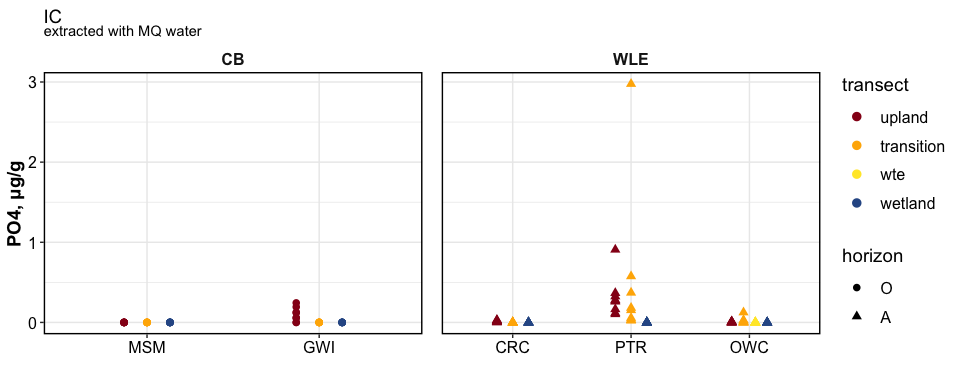 IC
extracted with MQ water
CB
WLE
PO4, µg/g
3
2
1
0
MSM
GWI
CRC
PTR
OWC
transect
upland
transition
wte
wetland
horizon
O
A